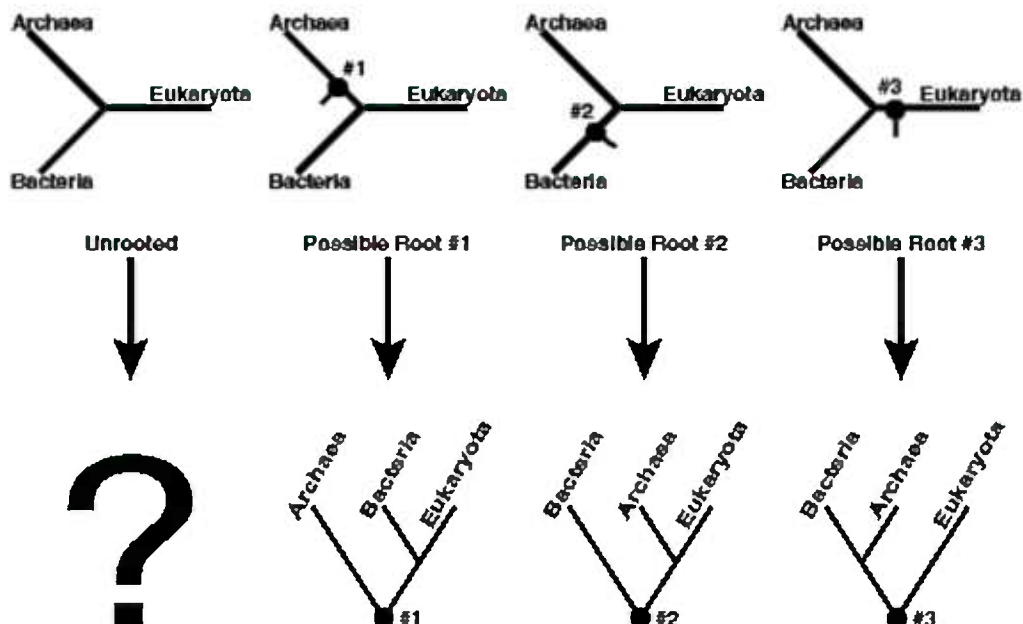 Archaea
Eukaryota
Bacteria
Unrooted
Archaea
#1
Eukaryota
Bacteria
Possible Root #1
Archaea
Eukaryota
#2
Bacteria
Possible Root #2
Archaea
#3
Eukaryota
Bacteria
Possible Root #3
?
Archaea
Bacteria
Eukaryota
#1
Bacteria
Archaea
Eukaryota
#2
Bacteria
Archaea
Eukaryota
#3